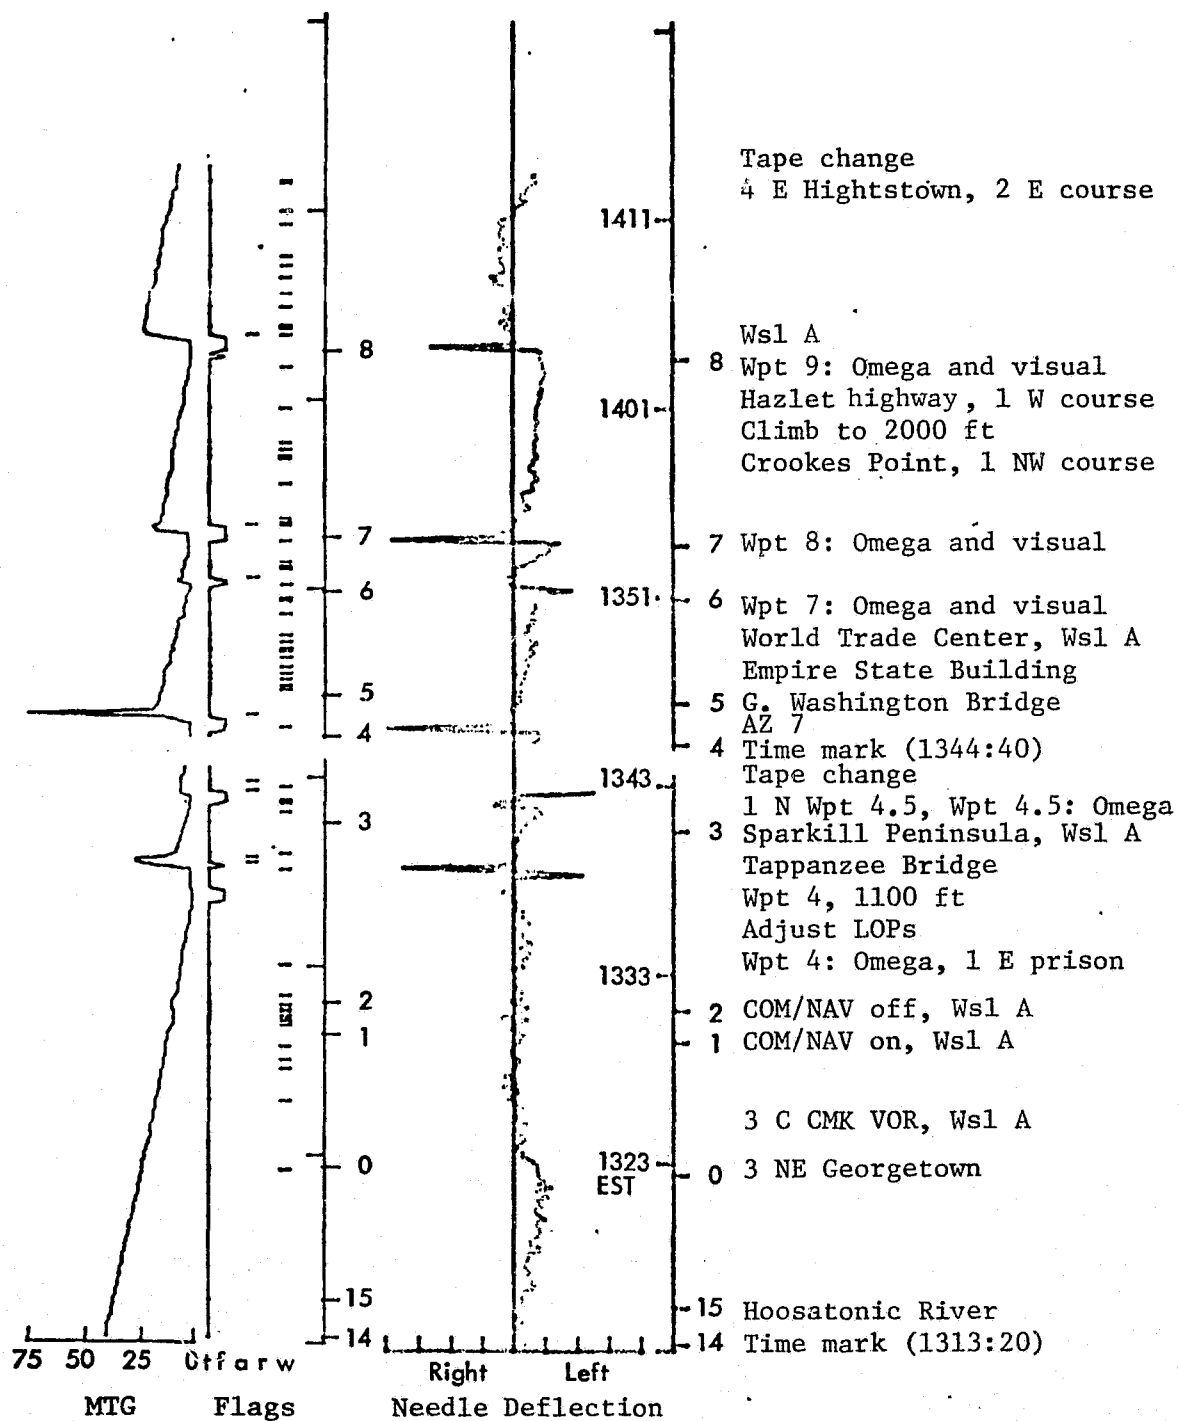 Tape change
1411 4 E Hightstown, 2 E course
Wsl A
8 8 Wpt 9: Omega and visual
1401 Hazlet highway, 1 W course
Climb to 2000 ft
Crookes Point, 1 NW course
7 7 Wpt 8: Omega and visual
6 1351 6 Wpt 7: Omega and visual
World Trade Center, Wsl A
Empire State Building
5 5 G. Washington Bridge
AZ 7
4 4 Time mark (1344:40)
1343 Tape change
1 N Wpt 4.5, Wpt 4.5: Omega
3 3 Sparkill Peninsula, Wsl A
Tappanzee Bridge
Wpt 4, 1100 ft
Adjust LOPs
1333 Wpt 4: Omega, 1 E prison
2 2 COM/NAV off, Wsl A
1 1 COM/NAV on, Wsl A
3 C CMK VOR, Wsl A
0 1323 0 3 NE Georgetown
EST
15 15 Hoosatonic River
14 14 Time mark (1313:20)
75 50 25 0 t f a r w
Right Left
MTG Flags Needle Deflection